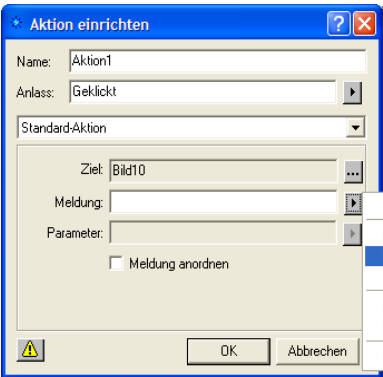 Aktion einrichten
Name: Aktion1
Anlass: Geklickt
Standard-Aktion
Ziel: Bild10 ...
Meldung:
Parameter:
Meldung anordnen
OK Abbrechen